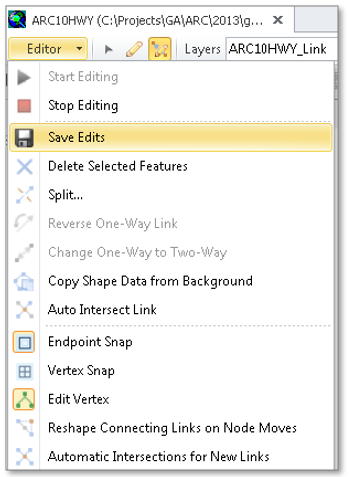 ARC10HWY (C:\Projects\GA\ARC\2013\g...
Editor Layers ARC10HWY_Link
Start Editing
Stop Editing
Save Edits
Delete Selected Features
Split...
Reverse One-Way Link
Change One-Way to Two-Way
Copy Shape Data from Background
Auto Intersect Link
Endpoint Snap
Vertex Snap
Edit Vertex
Reshape Connecting Links on Node Moves
Automatic Intersections for New Links